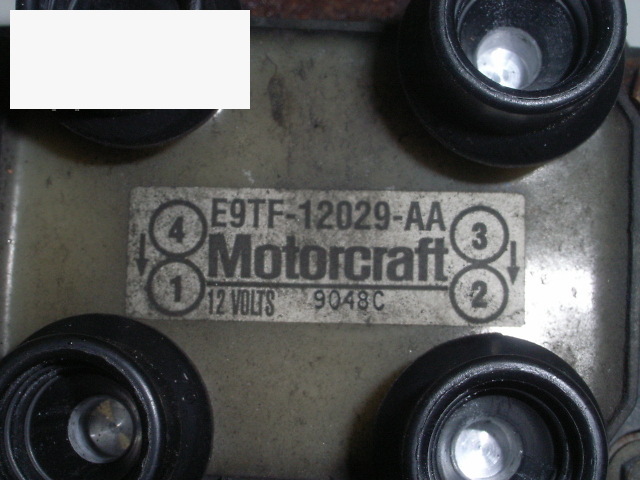 4 E9TF-12029-AA 3
Motorcraft
1 12 VOLTS 9048C 2